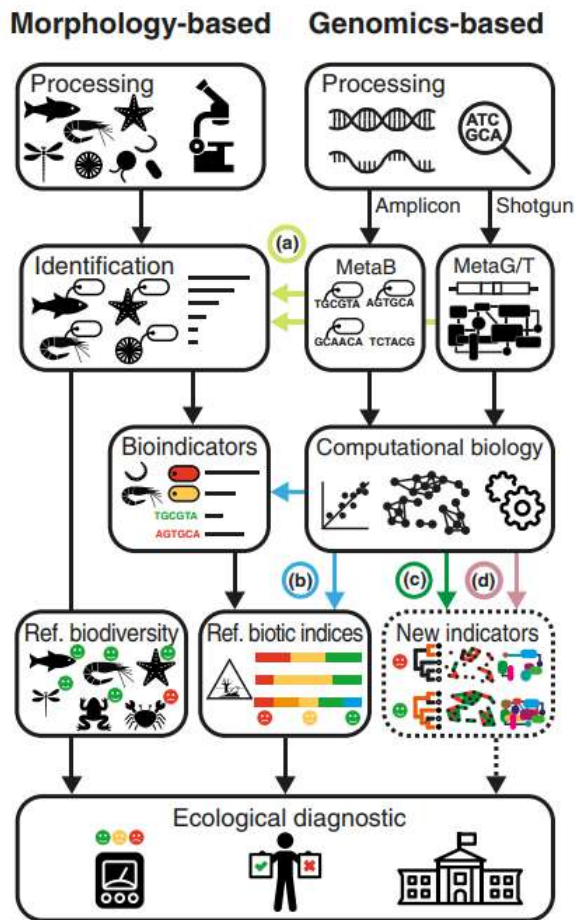 Morphology-based Genomics-based
Processing
Processing
ATC
GCA
Amplicon
Shotgun
(a)
Identification
MetaB
MetaG/T
TGCGTA AGTGCA
GCAACA TCTACG
Bioindicators
Computational biology
TGCGTA
AGTGCA
(b)
(c)
(d)
Ref. biodiversity
Ref. biotic indices
New indicators
Ecological diagnostic